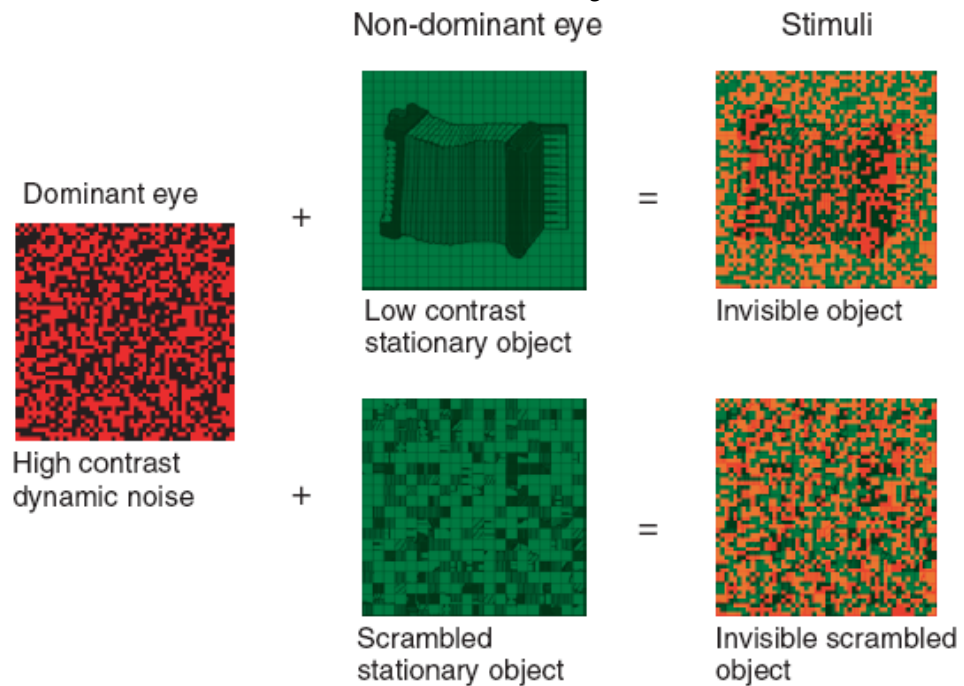 Non-dominant eye
Stimuli
Dominant eye
+
=
Low contrast
stationary object
Invisible object
High contrast
dynamic noise
+
=
Scrambled
stationary object
Invisible scrambled
object